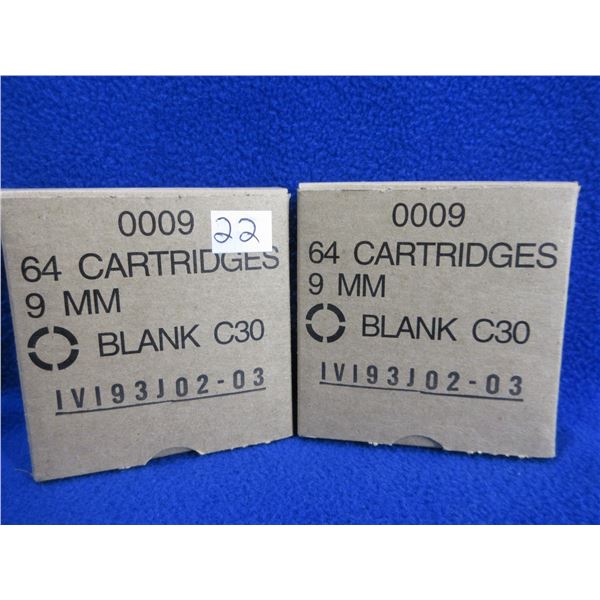 0009
22
64 CARTRIDGES
9 MM
BLANK C30
IVI93J02-03
0009
64 CARTRIDGES
9 MM
BLANK C30
IVI93J02-03